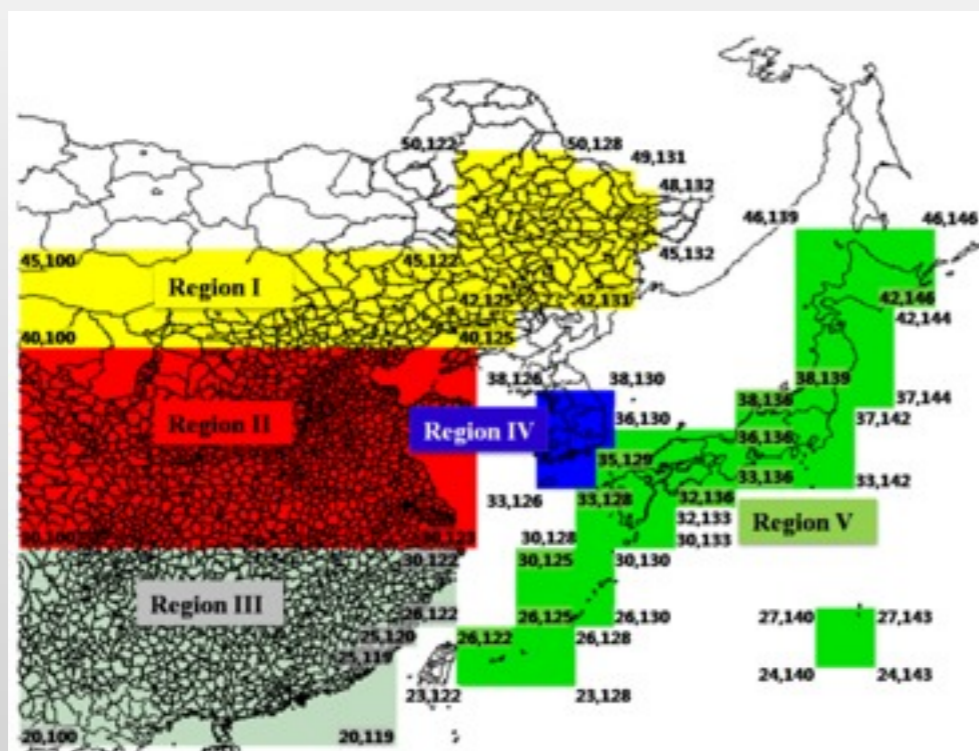 50,122 50,128
49,131
48,132
46,139 46,146
45,100 45,122 45,132
Region I
42,125 42,131 42,146
42,144
40,100 40,125
38,126 38,130 38,139
38,136 37,144
Region II
Region IV
36,130 37,142
36,136
35,129
33,136
33,126 33,128 32,136 33,142
32,133
Region V
30,100 30,128 30,133
30,122 30,125 30,130
Region III
26,122 26,125 26,130 27,140 27,143
25,120 26,122 26,128
25,119
23,122 23,128 24,140 24,143
20,100 20,119